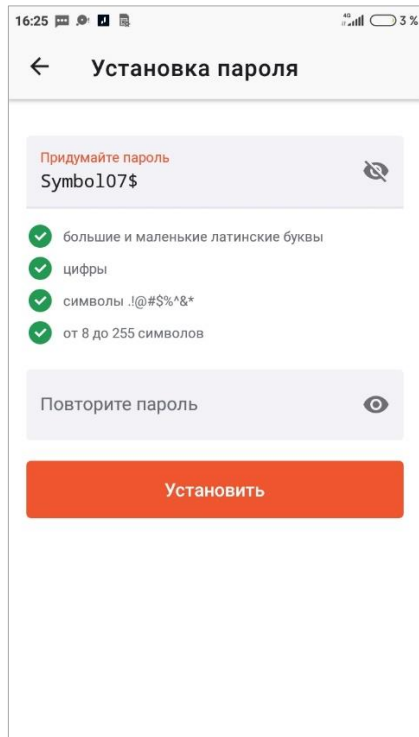 16:25
4G
3 %
Установка пароля
Придумайте пароль
Symbol07$
большие и маленькие латинские буквы
цифры
символы .!@#$%^&*
от 8 до 255 символов
Повторите пароль
Установить